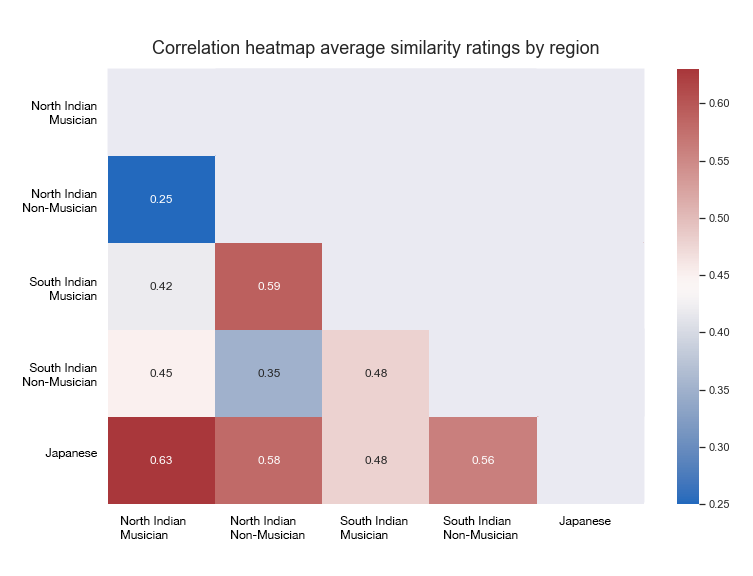 Correlation heatmap average similarity ratings by region
North Indian
Musician
North Indian
Non-Musician
0.25
South Indian
Musician
0.42
0.59
South Indian
Non-Musician
0.45
0.35
0.48
Japanese
0.63
0.58
0.48
0.56
North Indian
Musician
North Indian
Non-Musician
South Indian
Musician
South Indian
Non-Musician
Japanese
0.60
0.55
0.50
0.45
0.40
0.35
0.30
0.25